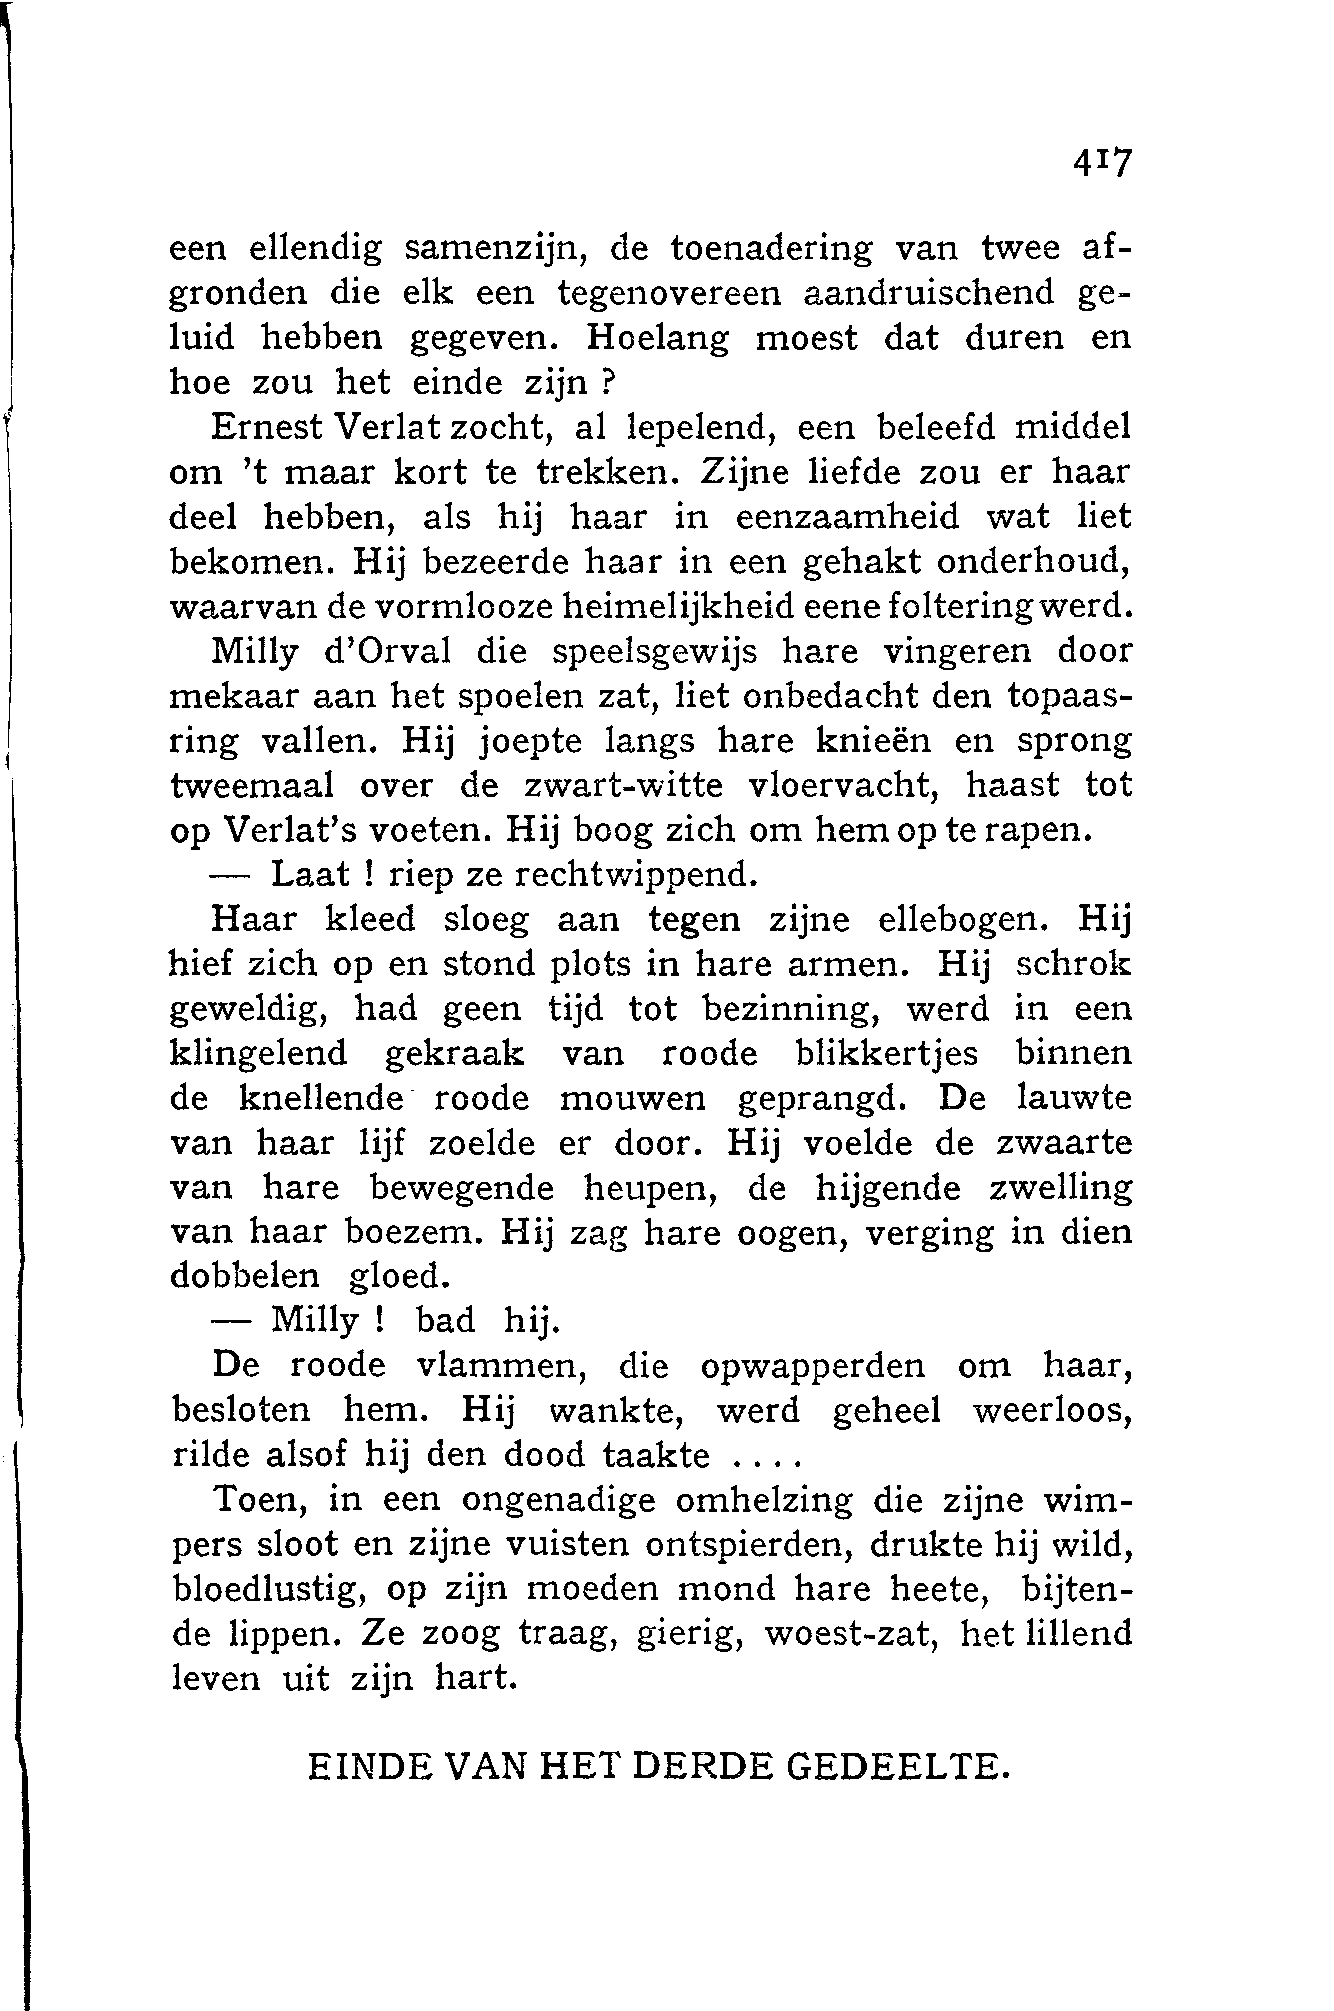 417
een ellendig samenzijn, de toenadering van twee af-
gronden die elk een tegenovereen aandruischend ge-
luid hebben gegeven. Hoelang moest dat duren en
hoe zou het einde zijn ?
Ernest Verlat zocht, al lepelend, een beleefd middel
om 't maar kort te trekken. Zijne liefde zou er haar
deel hebben, als hij haar in eenzaamheid wat liet
bekomen. Hij bezeerde haar in een gehakt onderhoud,
waarvan de vormlooze heimelijkheid eene foltering werd.
Milly d'Orval die speelsgewijs hare vingeren door
mekaar aan het spoelen zat, liet onbedacht den topaas-
ring vallen. Hij joepte langs hare knieën en sprong
tweemaal over de zwart-witte vloervacht, haast tot
op Verlat's voeten. Hij boog zich om hem op te rapen.
— Laat ! riep ze rechtwippend.
Haar kleed sloeg aan tegen zijne ellebogen. Hij
hief zich op en stond plots in hare armen. Hij schrok
geweldig, had geen tijd tot bezinning, werd in een
klingelend gekraak van roode blikkertjes binnen
de knellende roode mouwen geprangd. De lauwte
van haar lijf zoelde er door. Hij voelde de zwaarte
van hare bewegende heupen, de hijgende zwelling
van haar boezem. Hij zag hare oogen, verging in dien
dobbelen gloed.
— Milly ! bad hij.
De roode vlammen, die opwapperden om haar,
besloten hem. Hij wankte, werd geheel weerloos,
rilde alsof hij den dood taakte ....
Toen, in een ongenadige omhelzing die zijne wim-
pers sloot en zijne vuisten ontspierden, drukte hij wild,
bloedlustig, op zijn moeden mond hare heete, bijten-
de lippen. Ze zoog traag, gierig, woest-zat, het lillend
leven uit zijn hart.
EINDE VAN HET DERDE GEDEELTE.